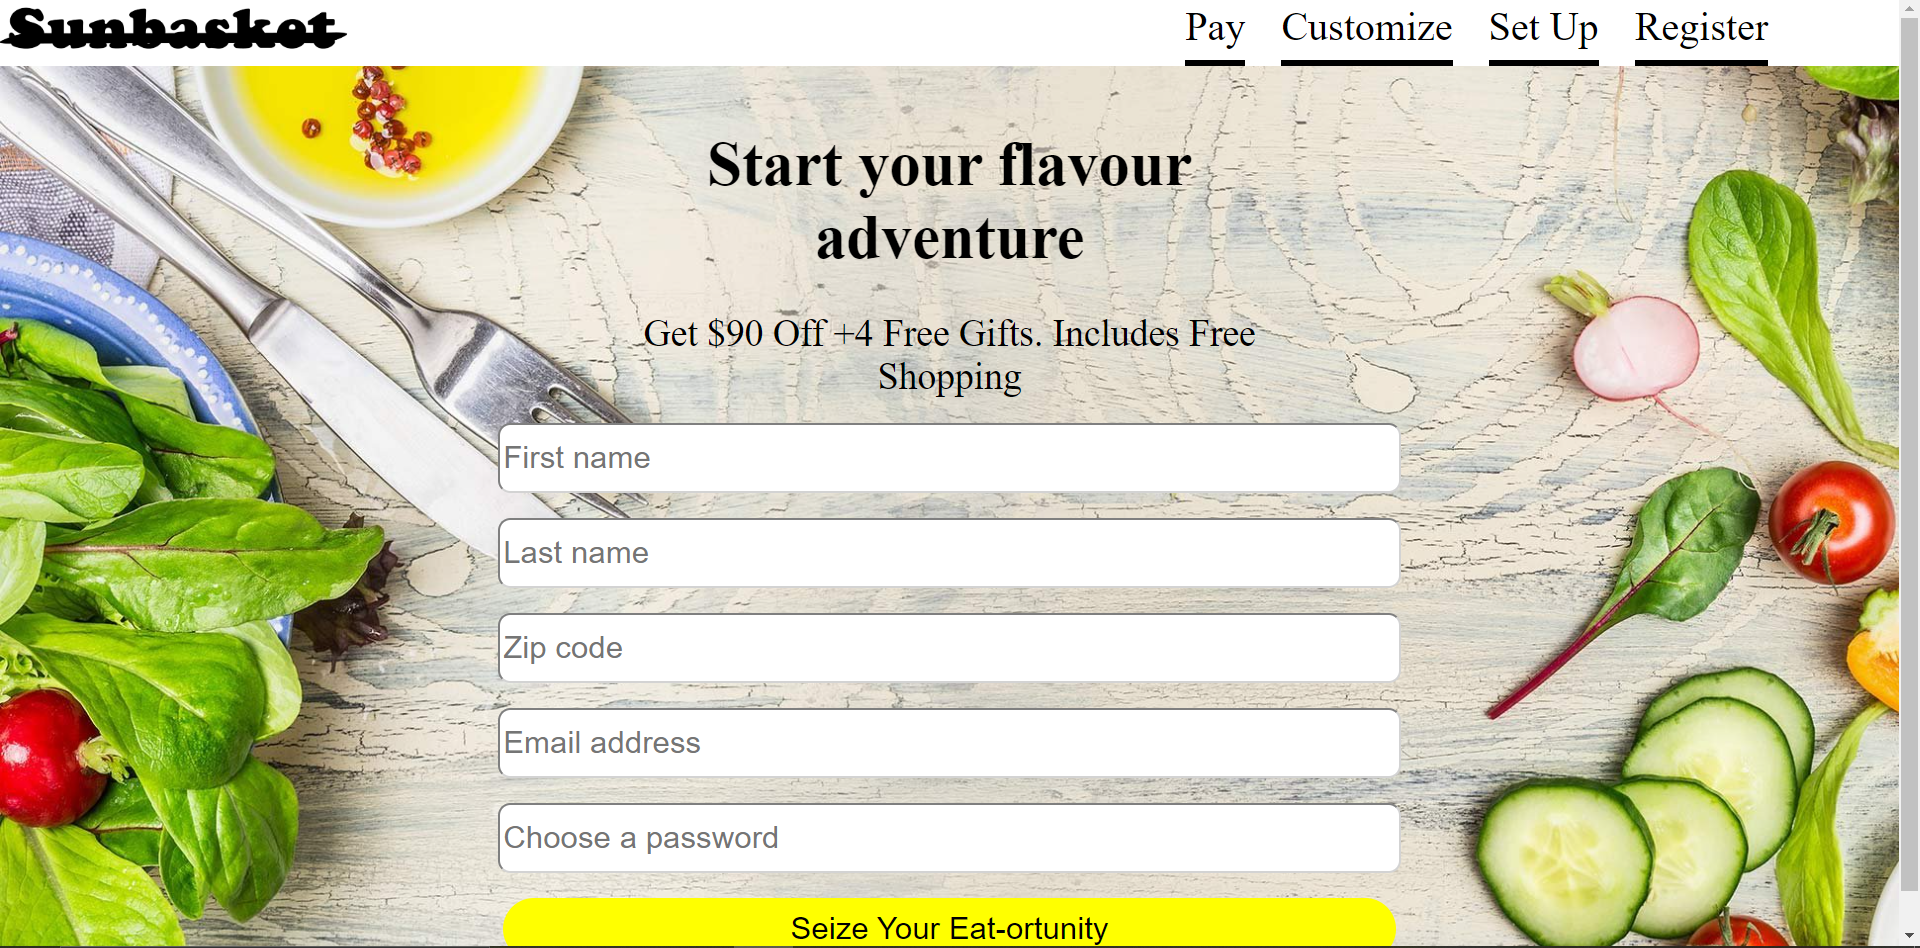 Sunbasket
Pay Customize Set Up Register
Start your flavour
adventure
Get $90 Off +4 Free Gifts. Includes Free
Shopping
First name
Last name
Zip code
Email address
Choose a password
Seize Your Eat-ortunity